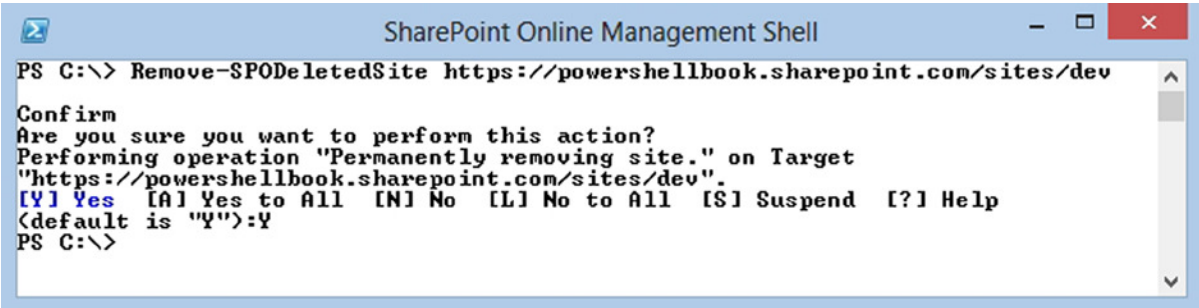 SharePoint Online Management Shell
PS C:\> Remove-SPODeletedSite https://powershellbook.sharepoint.com/sites/dev
Confirm
Are you sure you want to perform this action?
Performing operation "Permanently removing site." on Target
"https://powershellbook.sharepoint.com/sites/dev".
[Y] Yes  [A] Yes to All  [N] No  [L] No to All  [S] Suspend  [?] Help
(default is "Y"):Y
PS C:\>